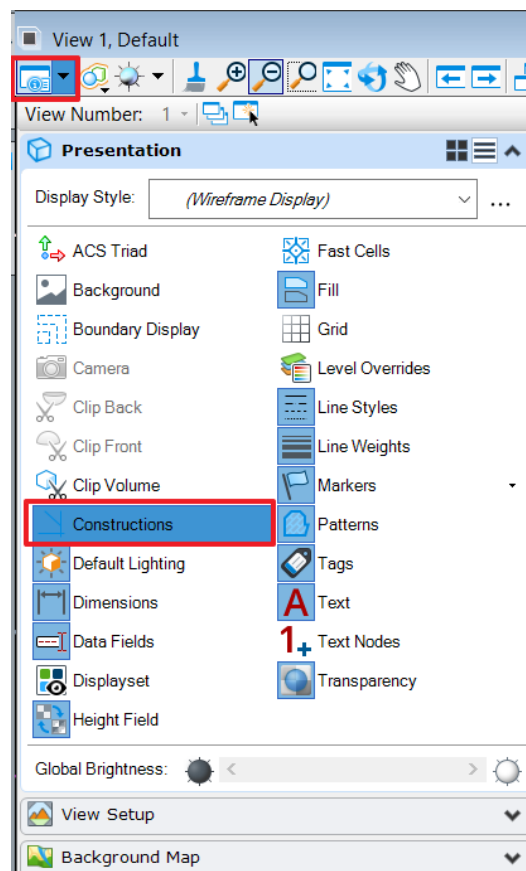 View 1, Default
View Number: 1
Presentation
Display Style: (Wireframe Display) ...
ACS Triad Fast Cells
Background Fill
Boundary Display Grid
Camera Level Overrides
Clip Back Line Styles
Clip Front Line Weights
Clip Volume Markers
Constructions Patterns
Default Lighting Tags
Dimensions A Text
Data Fields 1+ Text Nodes
Displayset Transparency
Height Field
Global Brightness: < >
View Setup
Background Map